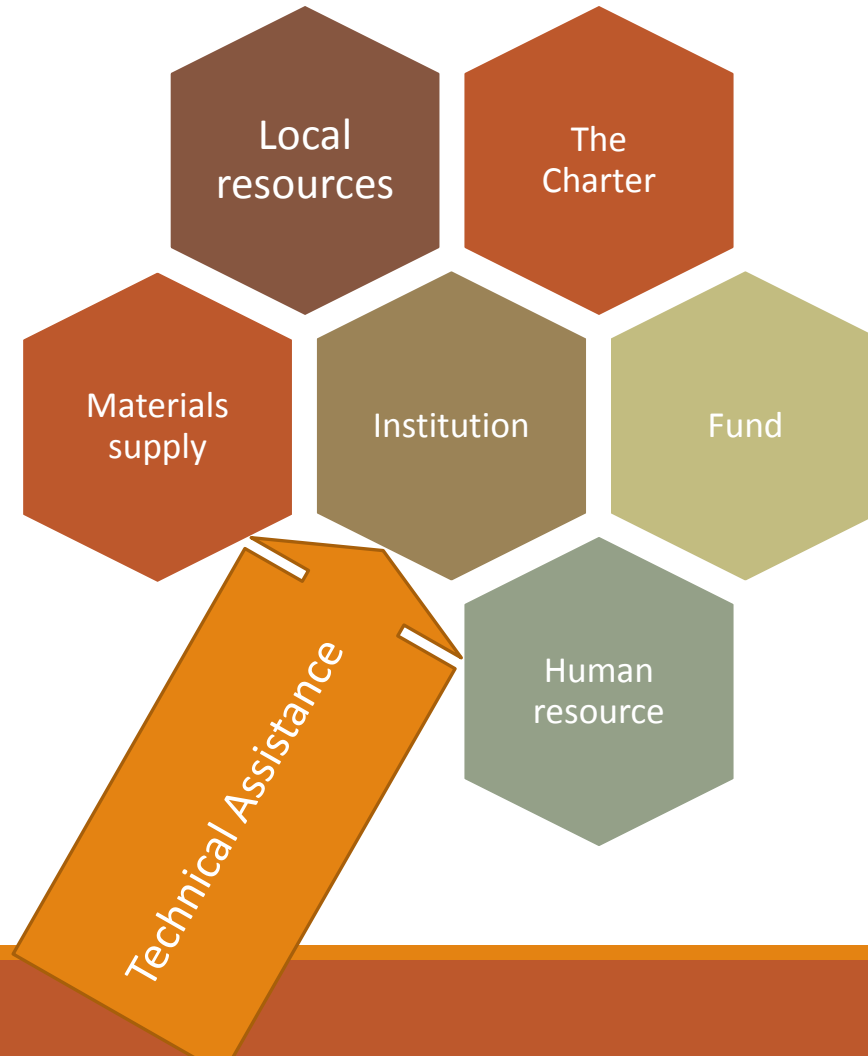 Local
resources
The
Charter
Materials
supply
Institution
Fund
Human
resource
Technical Assistance